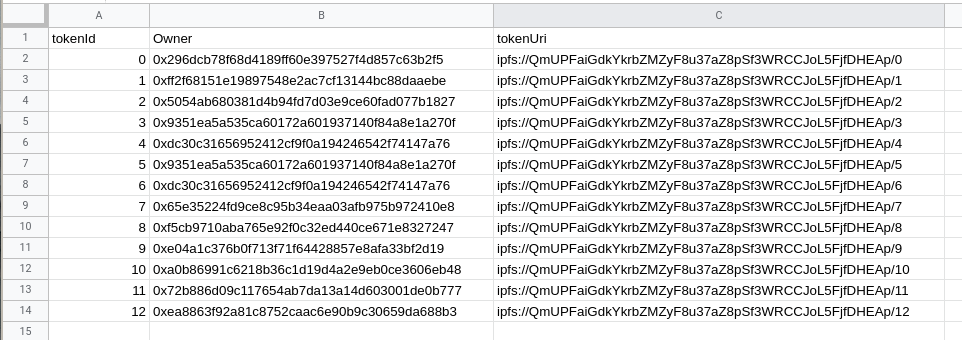 A B C
1 tokenId Owner tokenUri
2 0 0x296dcb78f68d4189ff60e397527f4d857c63b2f5 ipfs://QmUPFaiGdkYkrbZMZyF8u37aZ8pSf3WRCCJoL5FjfDHEAp/0
3 1 0xff2f68151e19897548e2ac7cf13144bc88daaebe ipfs://QmUPFaiGdkYkrbZMZyF8u37aZ8pSf3WRCCJoL5FjfDHEAp/1
4 2 0x5054ab680381d4b94fd7d03e9ce60fad077b1827 ipfs://QmUPFaiGdkYkrbZMZyF8u37aZ8pSf3WRCCJoL5FjfDHEAp/2
5 3 0x9351ea5a535ca60172a601937140f84a8e1a270f ipfs://QmUPFaiGdkYkrbZMZyF8u37aZ8pSf3WRCCJoL5FjfDHEAp/3
6 4 0xdc30c31656952412cf9f0a194246542f74147a76 ipfs://QmUPFaiGdkYkrbZMZyF8u37aZ8pSf3WRCCJoL5FjfDHEAp/4
7 5 0x9351ea5a535ca60172a601937140f84a8e1a270f ipfs://QmUPFaiGdkYkrbZMZyF8u37aZ8pSf3WRCCJoL5FjfDHEAp/5
8 6 0xdc30c31656952412cf9f0a194246542f74147a76 ipfs://QmUPFaiGdkYkrbZMZyF8u37aZ8pSf3WRCCJoL5FjfDHEAp/6
9 7 0x65e35224fd9ce8c95b34eaa03afb975b972410e8 ipfs://QmUPFaiGdkYkrbZMZyF8u37aZ8pSf3WRCCJoL5FjfDHEAp/7
10 8 0xf5cb9710aba765e92f0c32ed440ce671e8327247 ipfs://QmUPFaiGdkYkrbZMZyF8u37aZ8pSf3WRCCJoL5FjfDHEAp/8
11 9 0xe04a1c376b0f713f71f64428857e8afa33bf2d19 ipfs://QmUPFaiGdkYkrbZMZyF8u37aZ8pSf3WRCCJoL5FjfDHEAp/9
12 10 0xa0b86991c6218b36c1d19d4a2e9eb0ce3606eb48 ipfs://QmUPFaiGdkYkrbZMZyF8u37aZ8pSf3WRCCJoL5FjfDHEAp/10
13 11 0x72b886d09c117654ab7da13a14d603001de0b777 ipfs://QmUPFaiGdkYkrbZMZyF8u37aZ8pSf3WRCCJoL5FjfDHEAp/11
14 12 0xea8863f92a81c8752caac6e90b9c30659da688b3 ipfs://QmUPFaiGdkYkrbZMZyF8u37aZ8pSf3WRCCJoL5FjfDHEAp/12
15